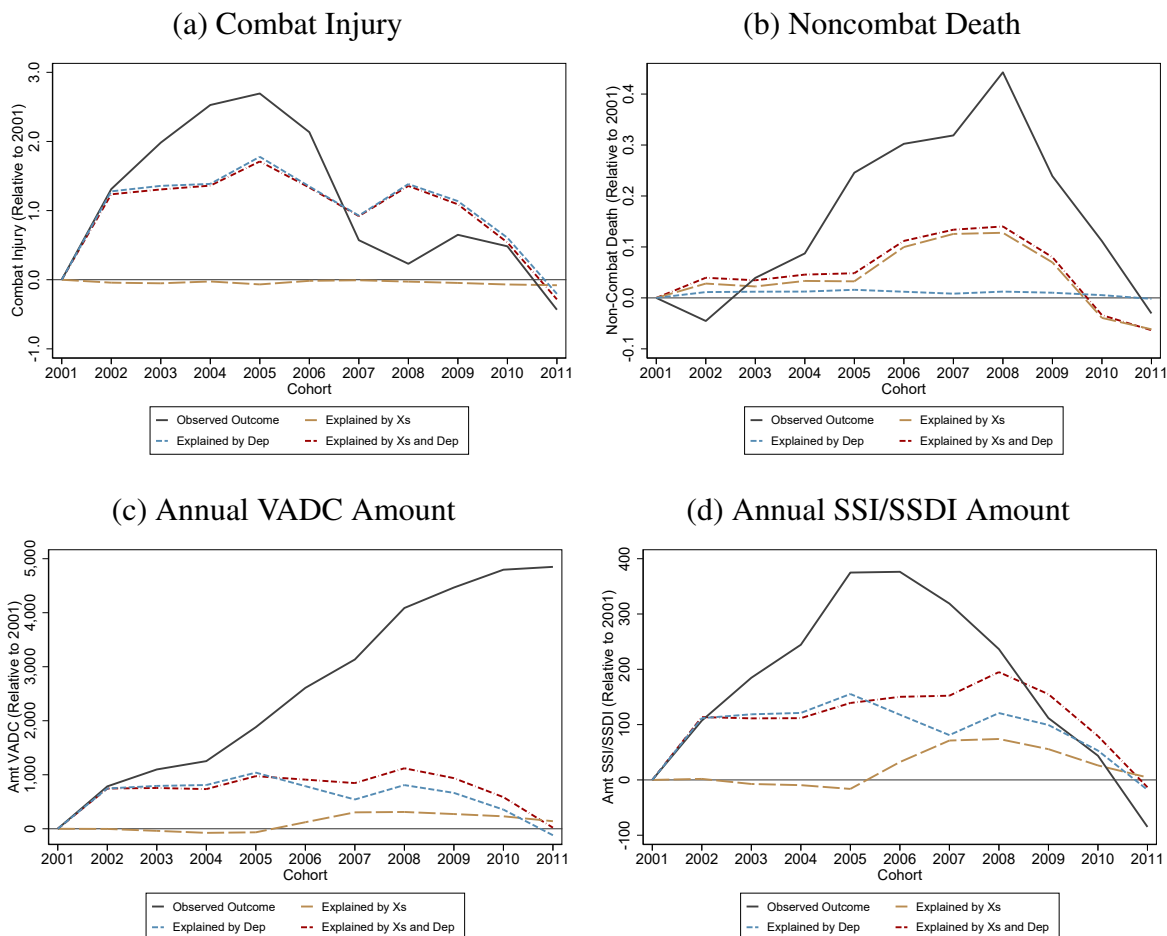 (a) Combat Injury
Combat Injury (Relative to 2001)
3.0
2.0
1.0
0.0
-1.0
2001 2002 2003 2004 2005 2006 2007 2008 2009 2010 2011
Cohort
Observed Outcome Explained by Xs
Explained by Dep Explained by Xs and Dep
(b) Noncombat Death
Non-Combat Death (Relative to 2001)
0.4
0.3
0.2
0.1
0.0
-0.1
2001 2002 2003 2004 2005 2006 2007 2008 2009 2010 2011
Cohort
Observed Outcome Explained by Xs
Explained by Dep Explained by Xs and Dep
(c) Annual VADC Amount
Amt VADC (Relative to 2001)
5,000
4,000
3,000
2,000
1,000
0
2001 2002 2003 2004 2005 2006 2007 2008 2009 2010 2011
Cohort
Observed Outcome Explained by Xs
Explained by Dep Explained by Xs and Dep
(d) Annual SSI/SSDI Amount
Amt SSI/SSDI (Relative to 2001)
400
300
200
100
0
-100
2001 2002 2003 2004 2005 2006 2007 2008 2009 2010 2011
Cohort
Observed Outcome Explained by Xs
Explained by Dep Explained by Xs and Dep